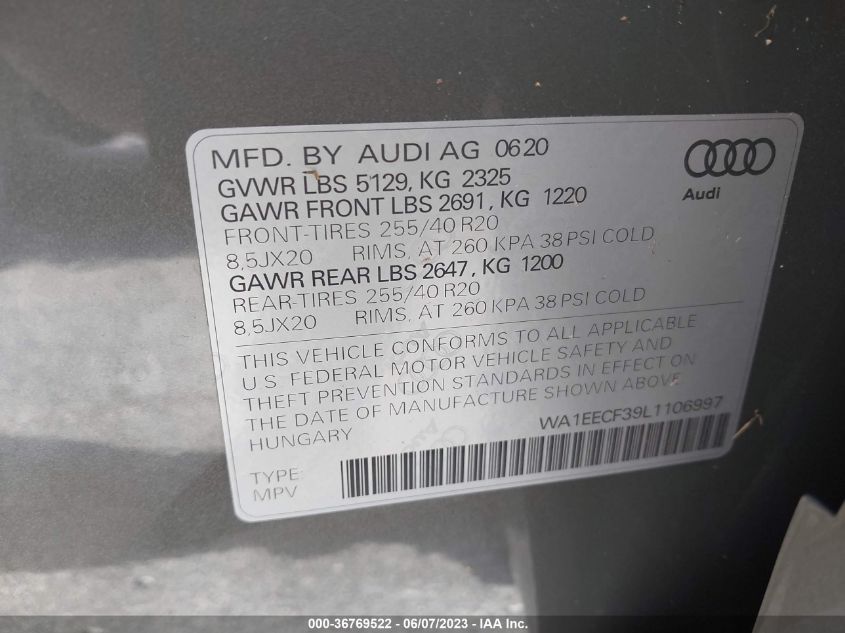 MFD. BY AUDI AG 0620
GVWR LBS 5129, KG 2325
GAWR FRONT LBS 2691, KG 1220
FRONT-TIRES 255/40 R20
8,5JX20 RIMS, AT 260 KPA 38 PSI COLD
GAWR REAR LBS 2647, KG 1200
REAR-TIRES 255/40 R20
8,5JX20 RIMS, AT 260 KPA 38 PSI COLD
THIS VEHICLE CONFORMS TO ALL APPLICABLE
U.S. FEDERAL MOTOR VEHICLE SAFETY AND
THEFT PREVENTION STANDARDS IN EFFECT ON
THE DATE OF MANUFACTURE SHOWN ABOVE.
HUNGARY
WA1EECF39L1106997
TYPE:
MPV
Audi
000-36769522 - 06/07/2023 - IAA Inc.